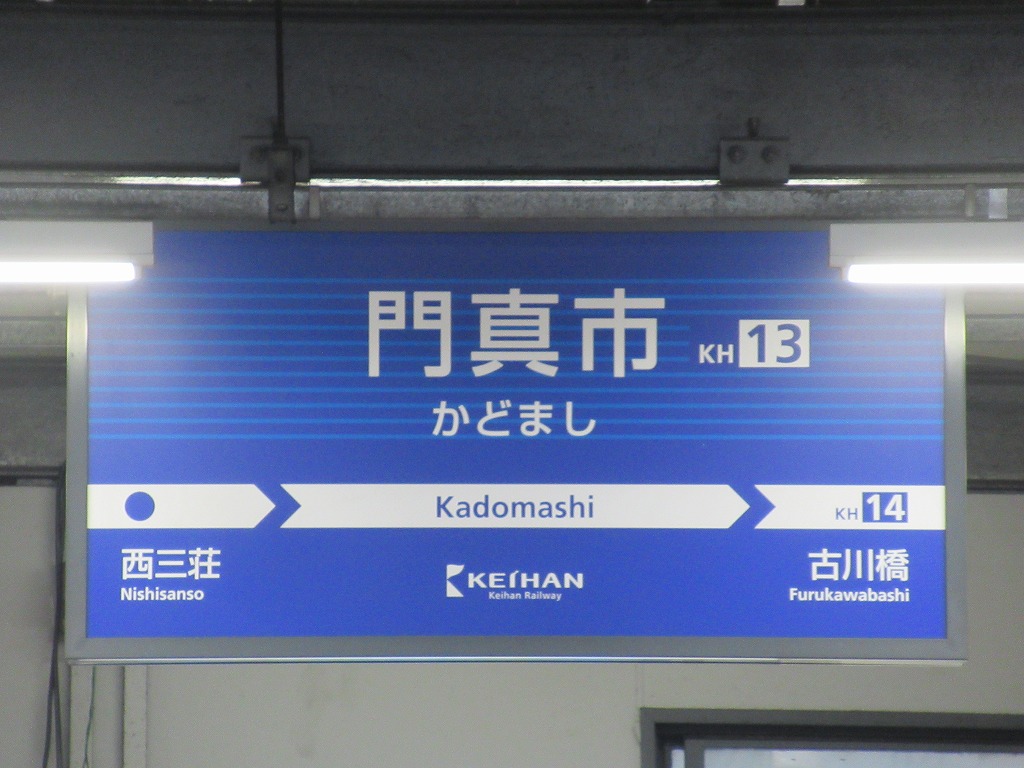 門真市 KH 13
かどまし
Kadomashi KH 14
西三荘 古川橋
Nishisanso Furukawabashi
KEIHAN
Keihan Railway